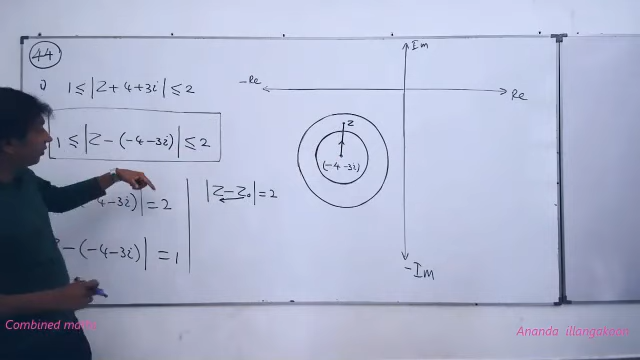 44
i) 1 ≤ |Z + 4 + 3i| ≤ 2
1 ≤ |Z - (-4-3i)| ≤ 2
-4-3i)| = 2
- (-4-3i)| = 1
|Z - Z₀| = 2
Im
-Re
Re
Z
(-4-3i)
-Im
Combined maths
Ananda illangakoon